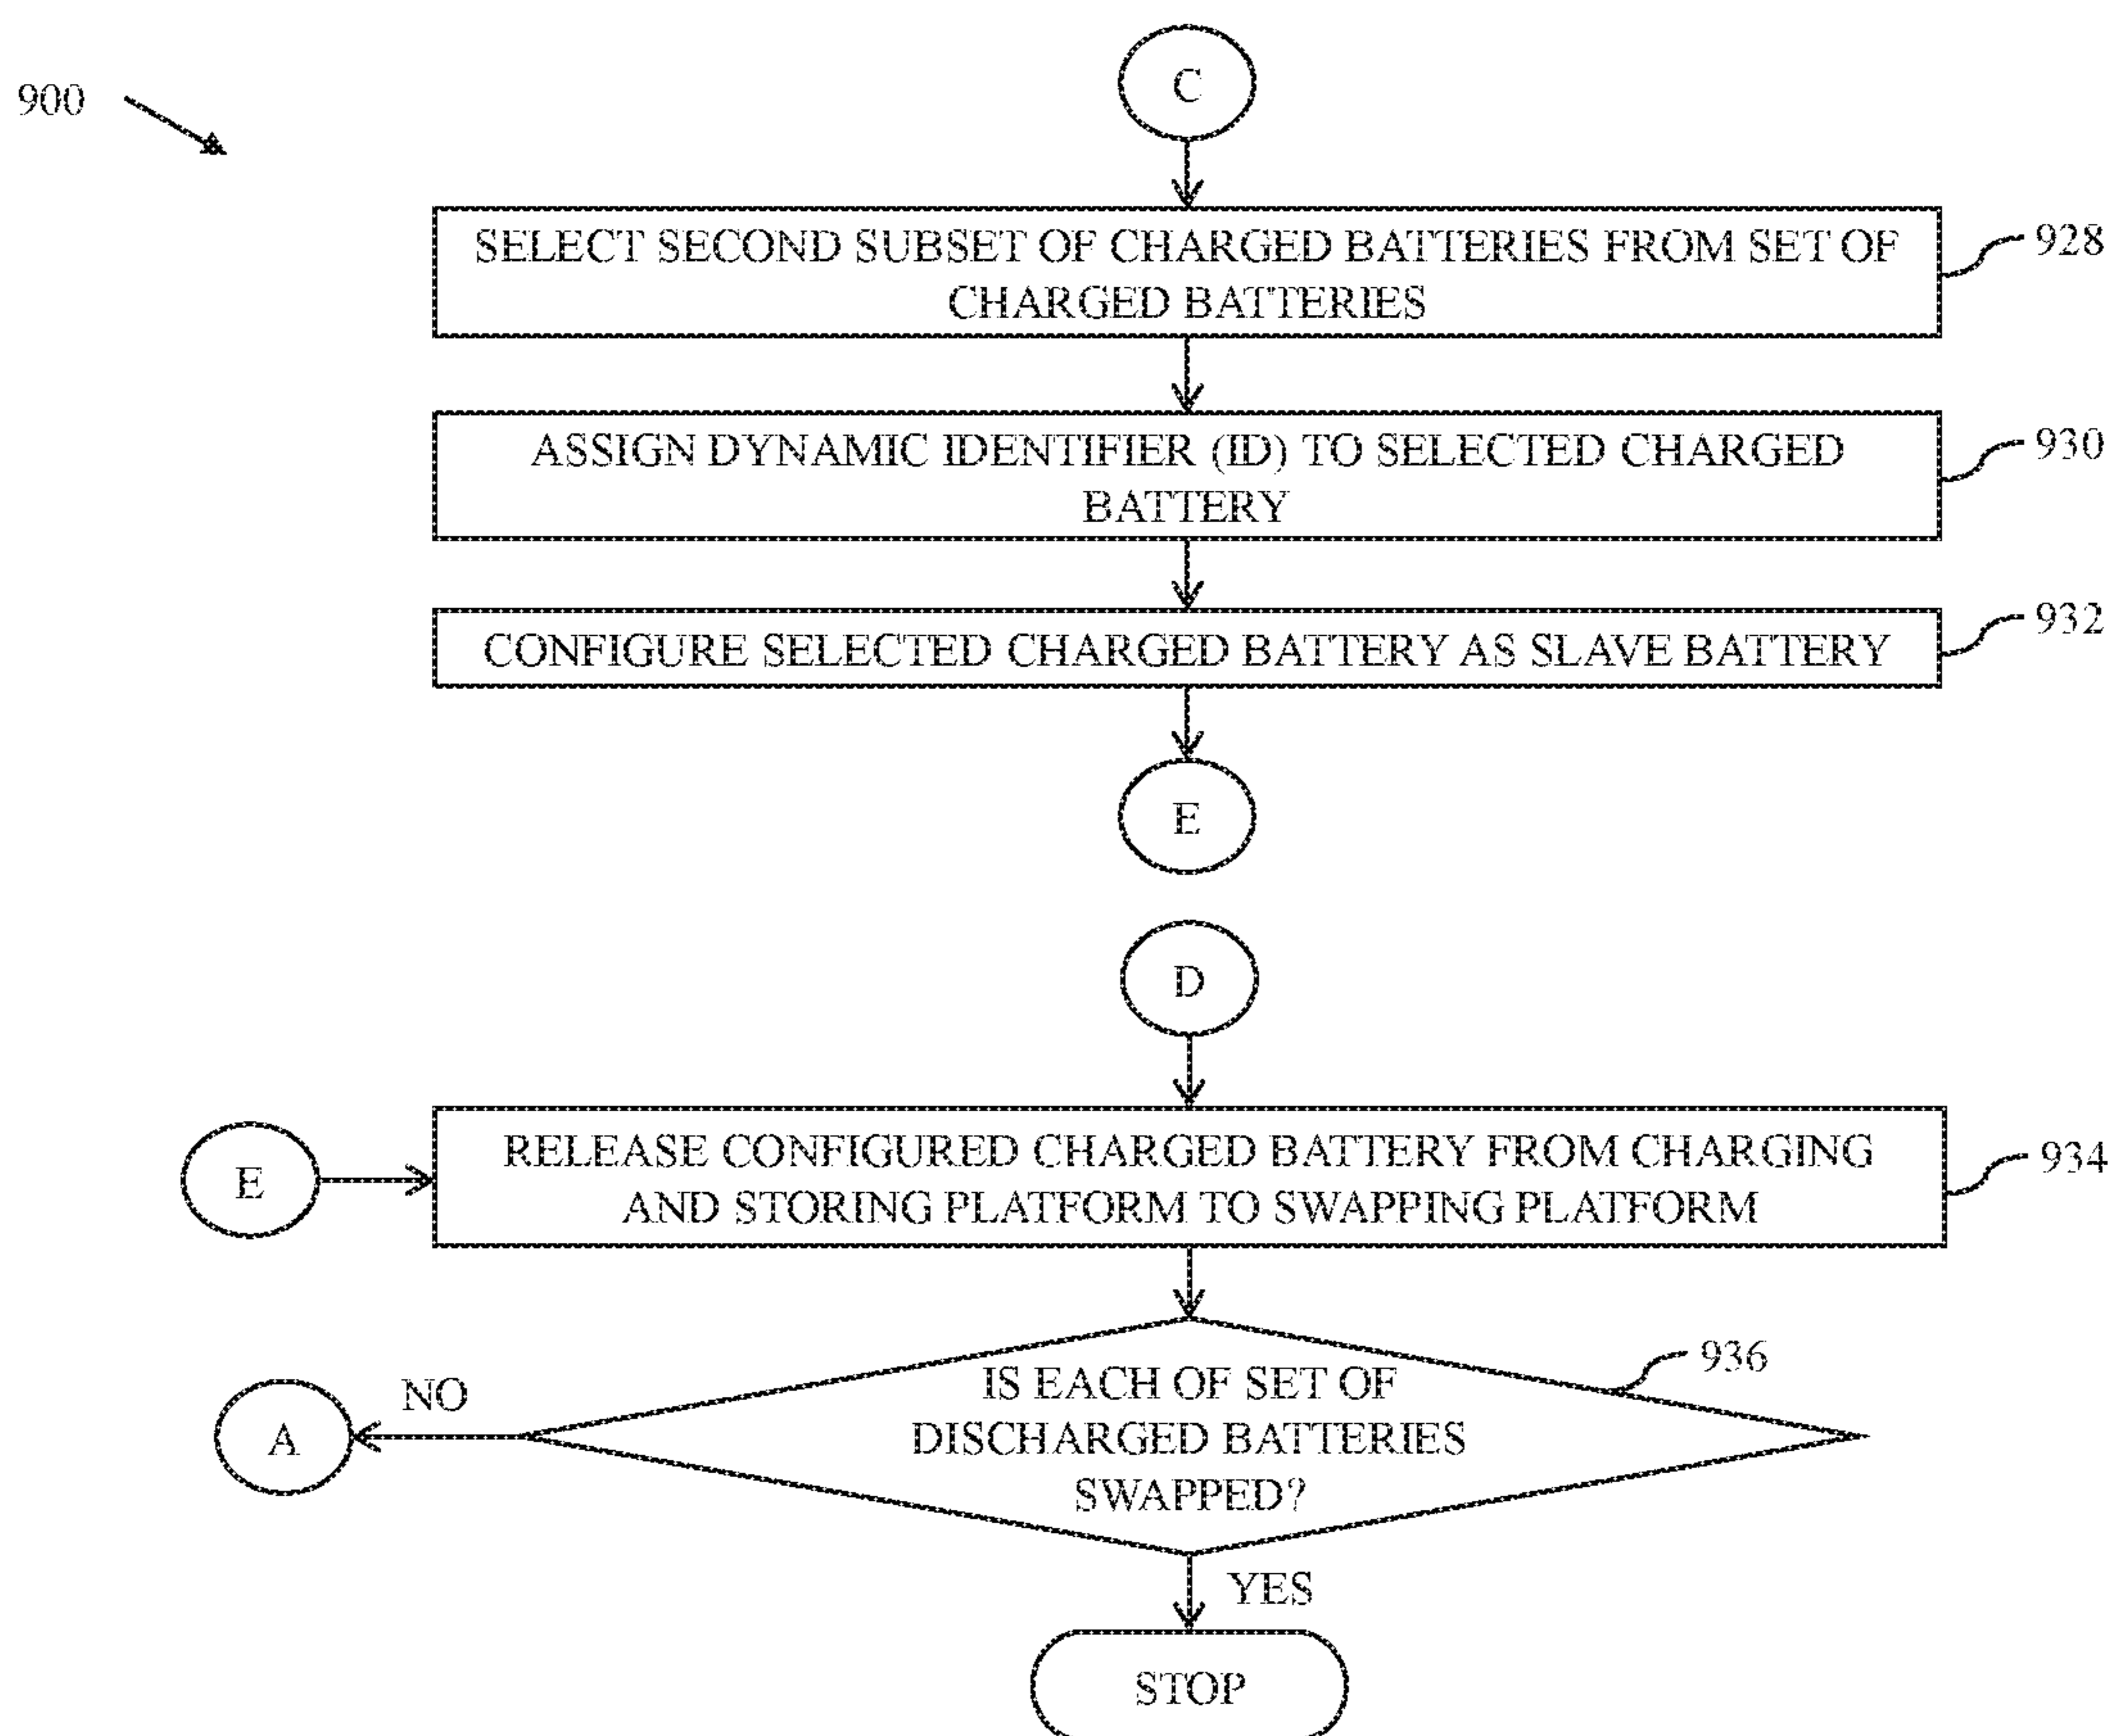 900
C
SELECT SECOND SUBSET OF CHARGED BATTERIES FROM SET OF
CHARGED BATTERIES
928
ASSIGN DYNAMIC IDENTIFIER (ID) TO SELECTED CHARGED
BATTERY
930
CONFIGURE SELECTED CHARGED BATTERY AS SLAVE BATTERY
932
E
D
E
RELEASE CONFIGURED CHARGED BATTERY FROM CHARGING
AND STORING PLATFORM TO SWAPPING PLATFORM
934
IS EACH OF SET OF
DISCHARGED BATTERIES
SWAPPED?
936
NO
A
YES
STOP